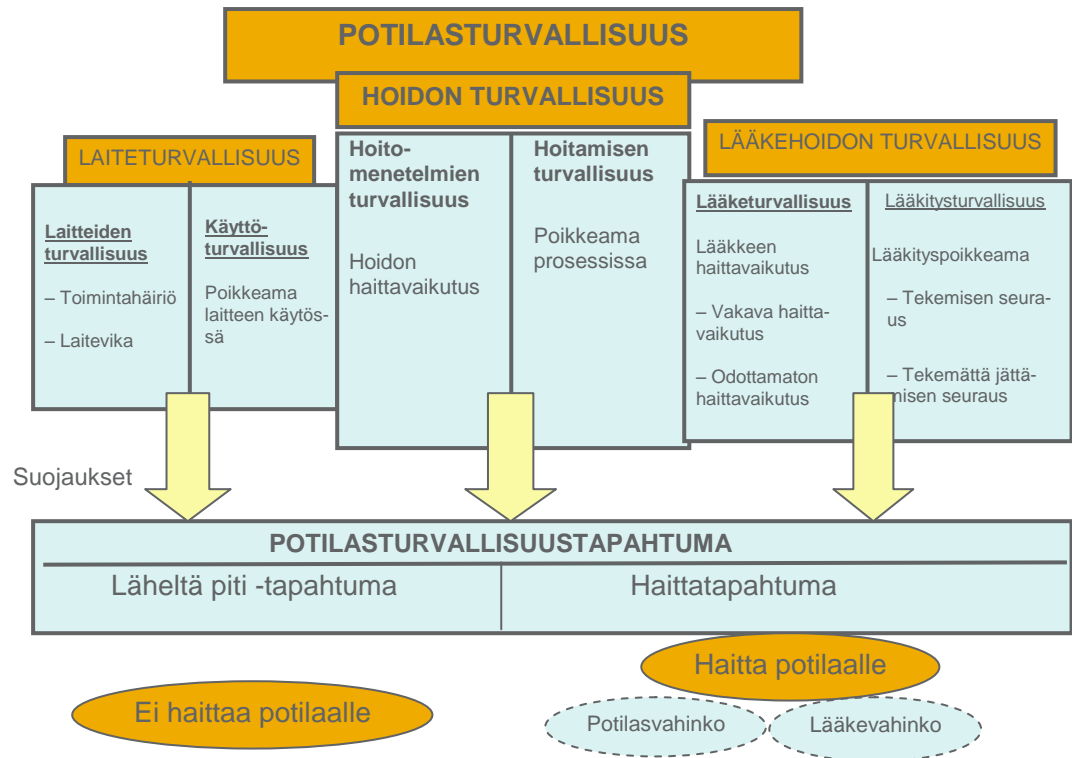 POTILASTURVALLISUUS
HOIDON TURVALLISUUS
LAITETURVALLISUUS
Laitteiden
turvallisuus
– Toimintahäiriö
– Laitevika
Käyttö-
turvallisuus
Poikkeama
laitteen käytös-
sä
Hoito-
menetelmien
turvallisuus
Hoidon
haittavaikutus
Hoitamisen
turvallisuus
Poikkeama
prosessissa
LÄÄKEHOIDON TURVALLISUUS
Lääketurvallisuus
Lääkkeen
haittavaikutus
– Vakava haitta-
vaikutus
– Odottamaton
haittavaikutus
Lääkitysturvallisuus
Lääkityspoikkeama
– Tekemisen seura-
us
– Tekemättä jättä-
misen seuraus
Suojaukset
POTILASTURVALLISUUSTAPAHTUMA
Läheltä piti -tapahtuma
Haittatapahtuma
Ei haittaa potilaalle
Haitta potilaalle
Potilasvahinko
Lääkevahinko